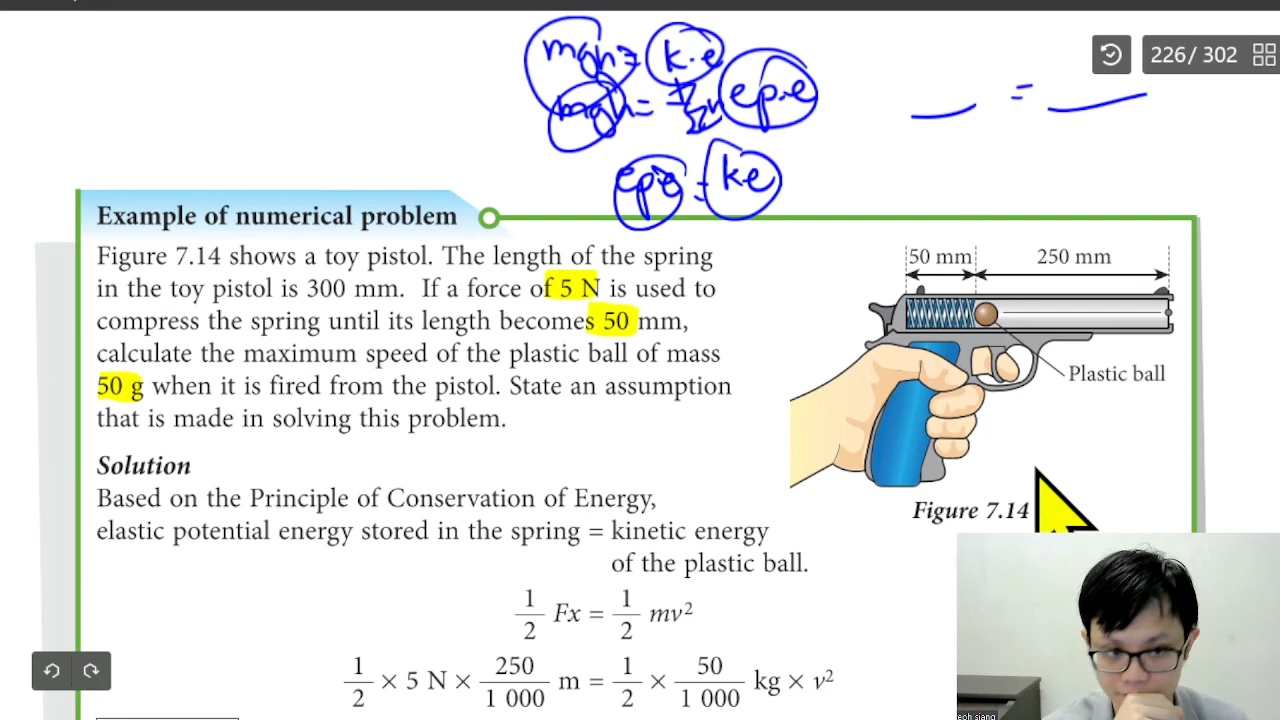 226/ 302
mgh = k.e
mgh = ½m ep.e
epe = ke
=
Example of numerical problem
Figure 7.14 shows a toy pistol. The length of the spring
in the toy pistol is 300 mm. If a force of 5 N is used to
compress the spring until its length becomes 50 mm,
calculate the maximum speed of the plastic ball of mass
50 g when it is fired from the pistol. State an assumption
that is made in solving this problem.
50 mm 250 mm
Plastic ball
Figure 7.14
Solution
Based on the Principle of Conservation of Energy,
elastic potential energy stored in the spring = kinetic energy
of the plastic ball.
1/2 Fx = 1/2 mv²
1/2 × 5 N × 250/1 000 m = 1/2 × 50/1 000 kg × v²